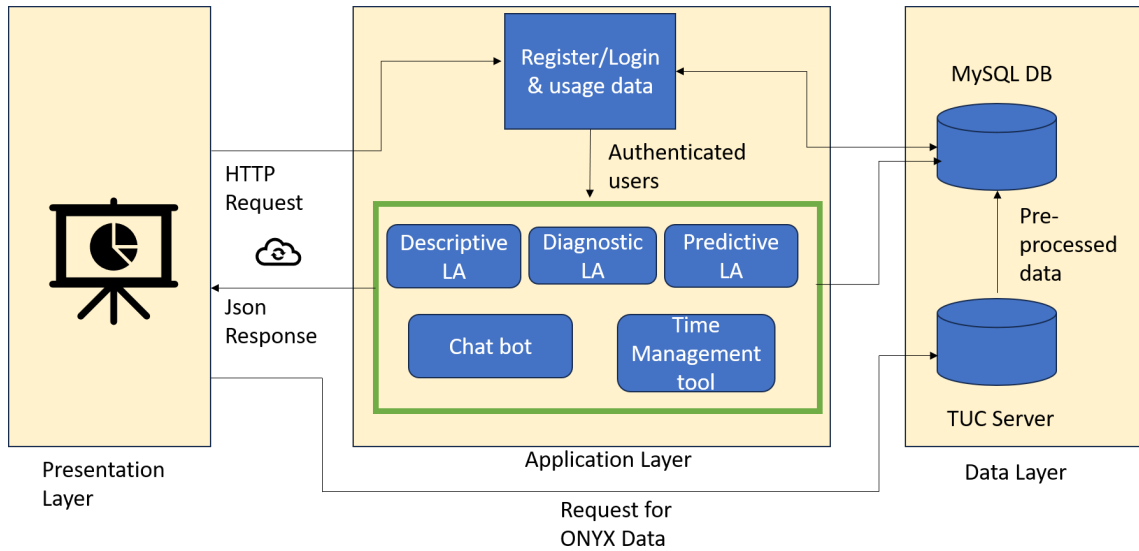 Register/Login
& usage data
MySQL DB
Authenticated
users
HTTP
Request
Descriptive
LA
Diagnostic
LA
Predictive
LA
Pre-
processed
data
Json
Response
Chat bot
Time
Management
tool
TUC Server
Presentation
Layer
Application Layer
Data Layer
Request for
ONYX Data